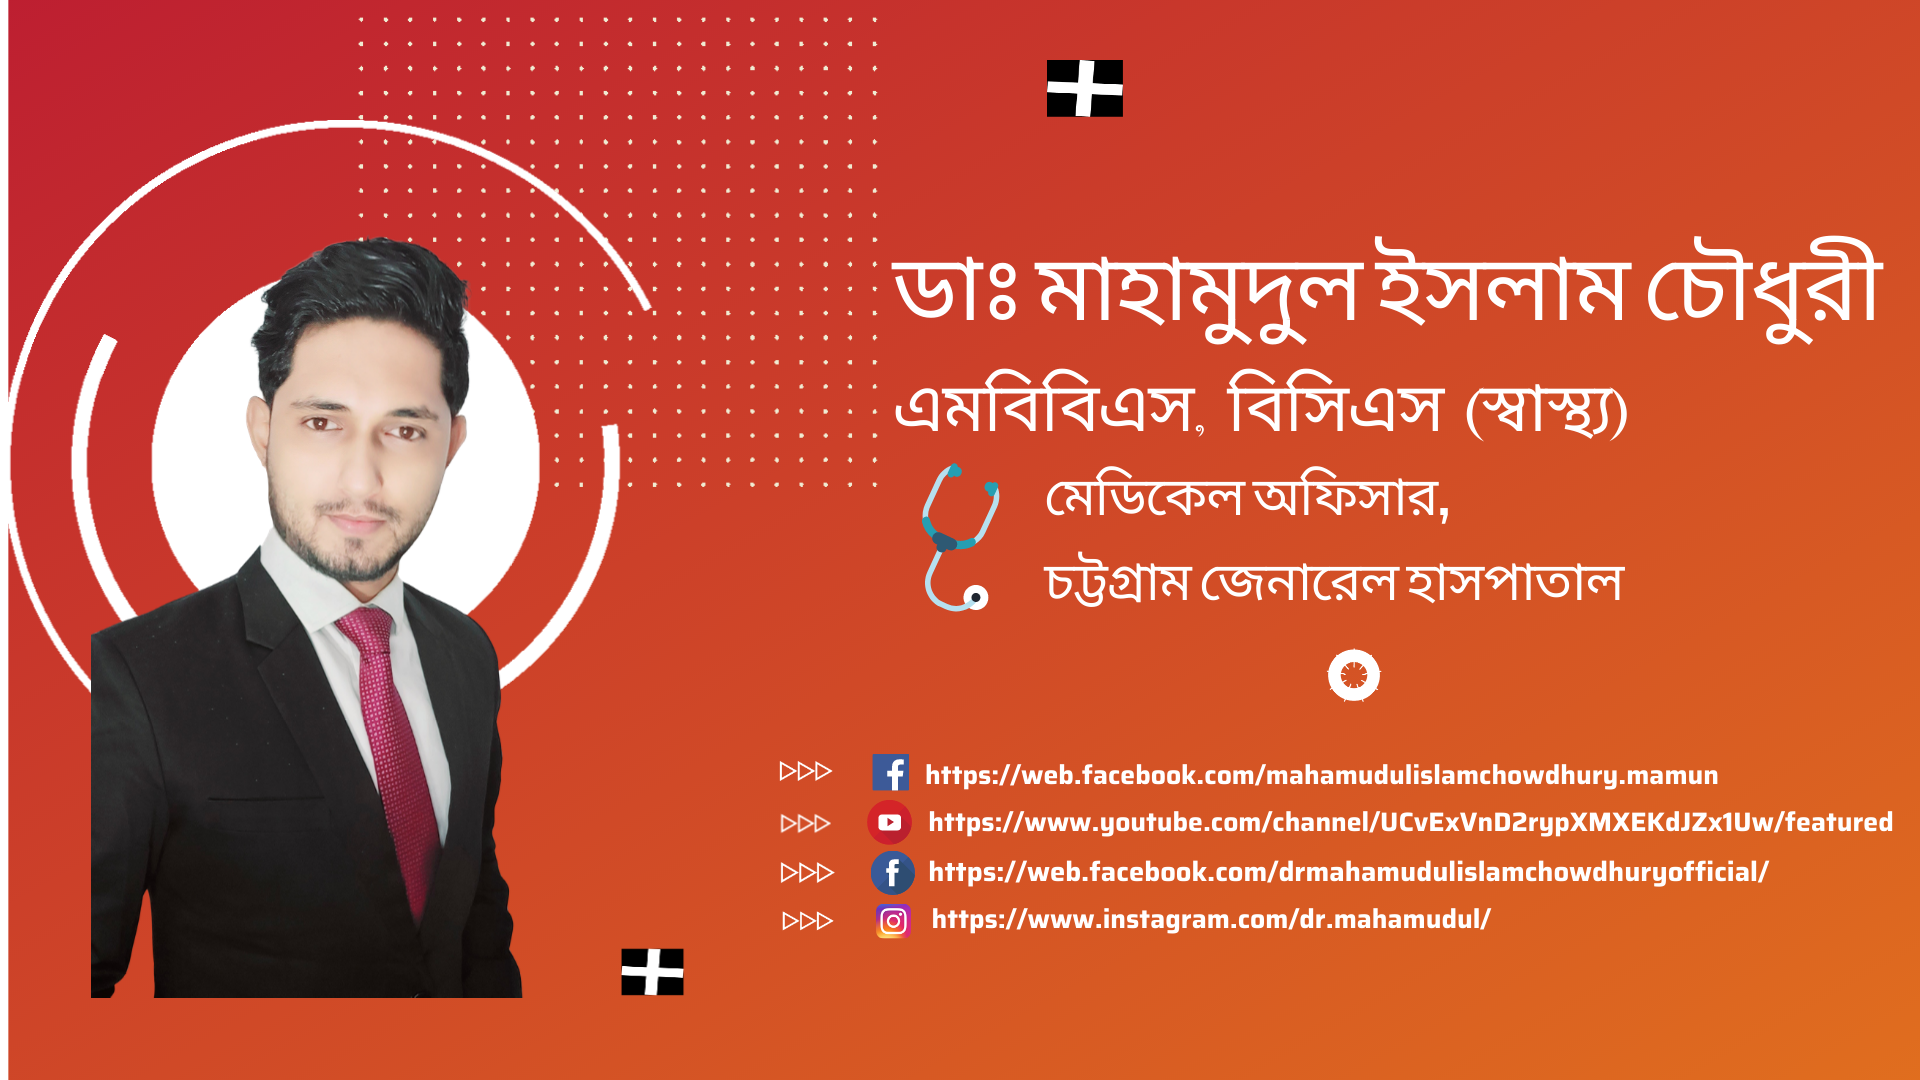 ডাঃ মাহামুদুল ইসলাম চৌধুরী
এমবিবিএস, বিসিএস (স্বাস্থ্য)
মেডিকেল অফিসার,
চট্টগ্রাম জেনারেল হাসপাতাল
https://web.facebook.com/mahamudulislamchowdhury.mamun
https://www.youtube.com/channel/UCvExVnD2rypXMXEKdJZx1Uw/featured
https://web.facebook.com/drmahamudulislamchowdhuryofficial/
https://www.instagram.com/dr.mahamudul/